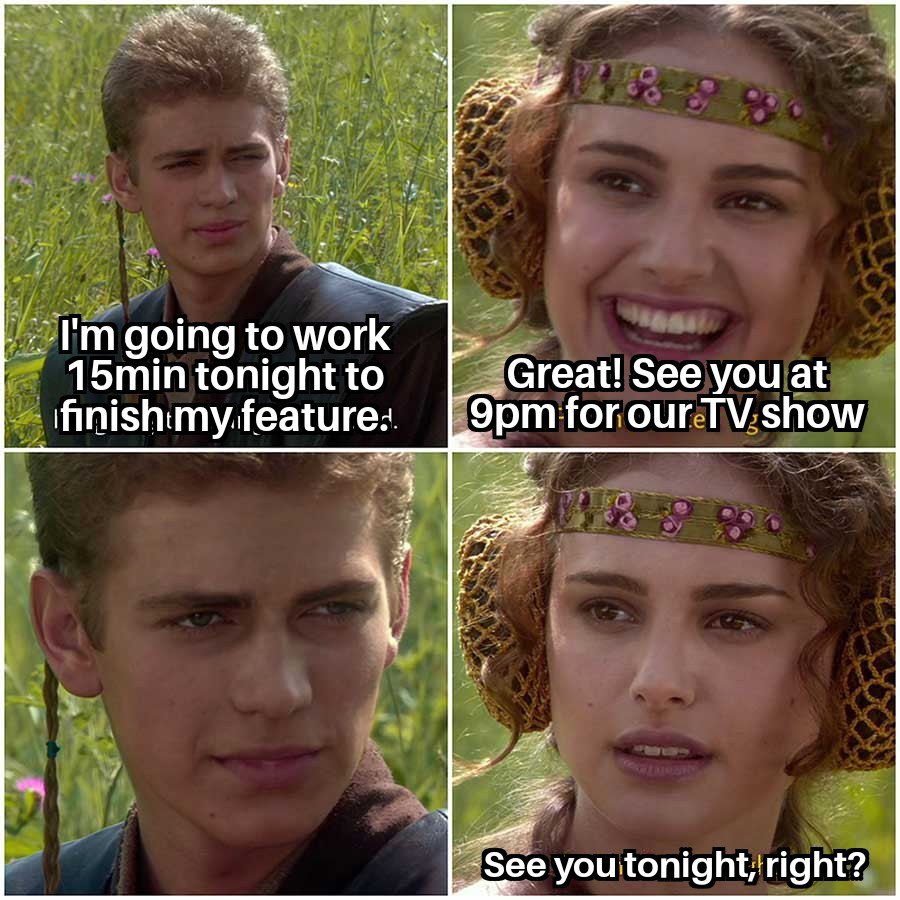 I'm going to work
15min tonight to
finish my feature.
Great! See you at
9pm for our TV show
See you tonight, right?